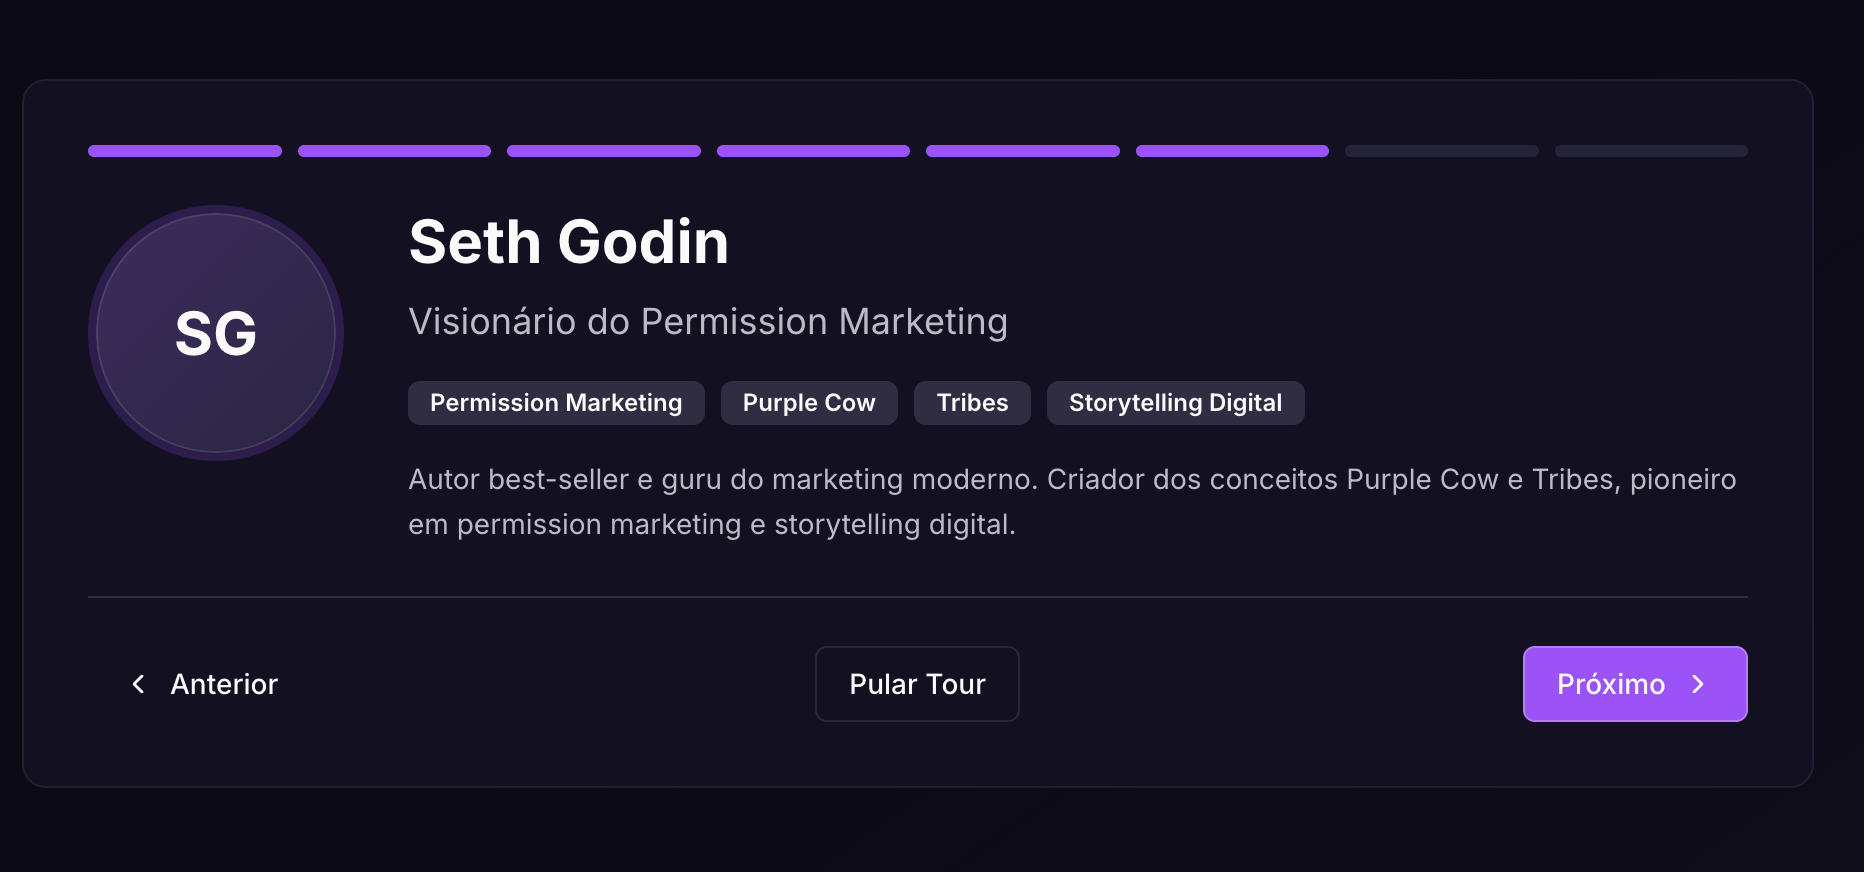 SG
Seth Godin
Visionário do Permission Marketing
Permission Marketing Purple Cow Tribes Storytelling Digital
Autor best-seller e guru do marketing moderno. Criador dos conceitos Purple Cow e Tribes, pioneiro
em permission marketing e storytelling digital.
Anterior Pular Tour Próximo